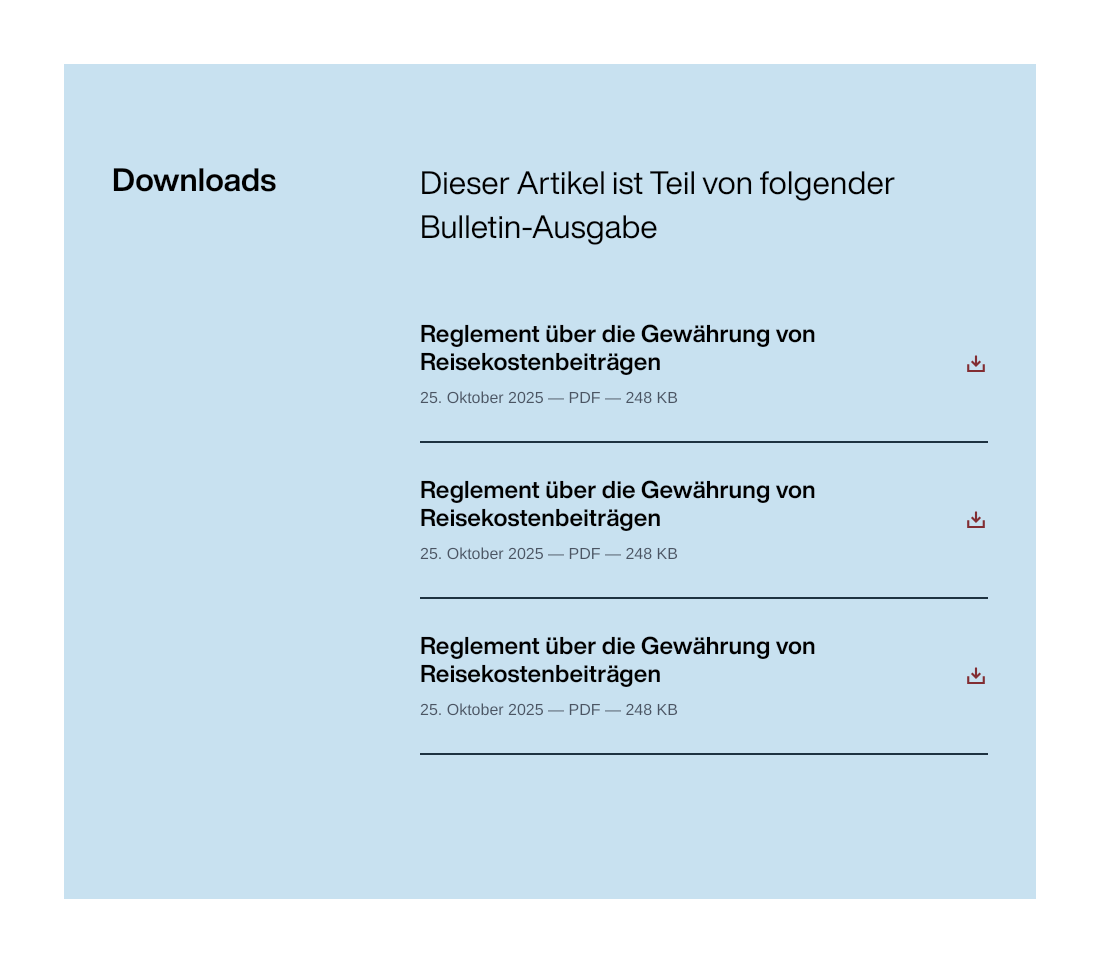 Downloads
Dieser Artikel ist Teil von folgender
Bulletin-Ausgabe
Reglement über die Gewährung von
Reisekostenbeiträgen
25. Oktober 2025 — PDF — 248 KB
Reglement über die Gewährung von
Reisekostenbeiträgen
25. Oktober 2025 — PDF — 248 KB
Reglement über die Gewährung von
Reisekostenbeiträgen
25. Oktober 2025 — PDF — 248 KB